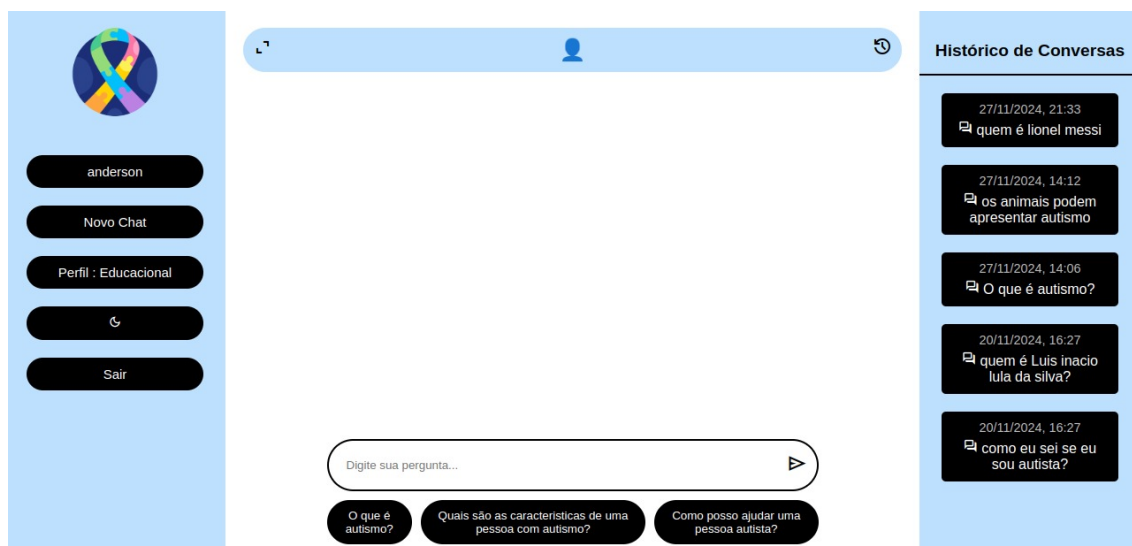 anderson
Novo Chat
Perfil : Educacional
Sair
Digite sua pergunta...
O que é
autismo?
Quais são as caracteristicas de uma
pessoa com autismo?
Como posso ajudar uma
pessoa autista?
Histórico de Conversas
27/11/2024, 21:33
quem é lionel messi
27/11/2024, 14:12
os animais podem
apresentar autismo
27/11/2024, 14:06
O que é autismo?
20/11/2024, 16:27
quem é Luis inacio
lula da silva?
20/11/2024, 16:27
como eu sei se eu
sou autista?